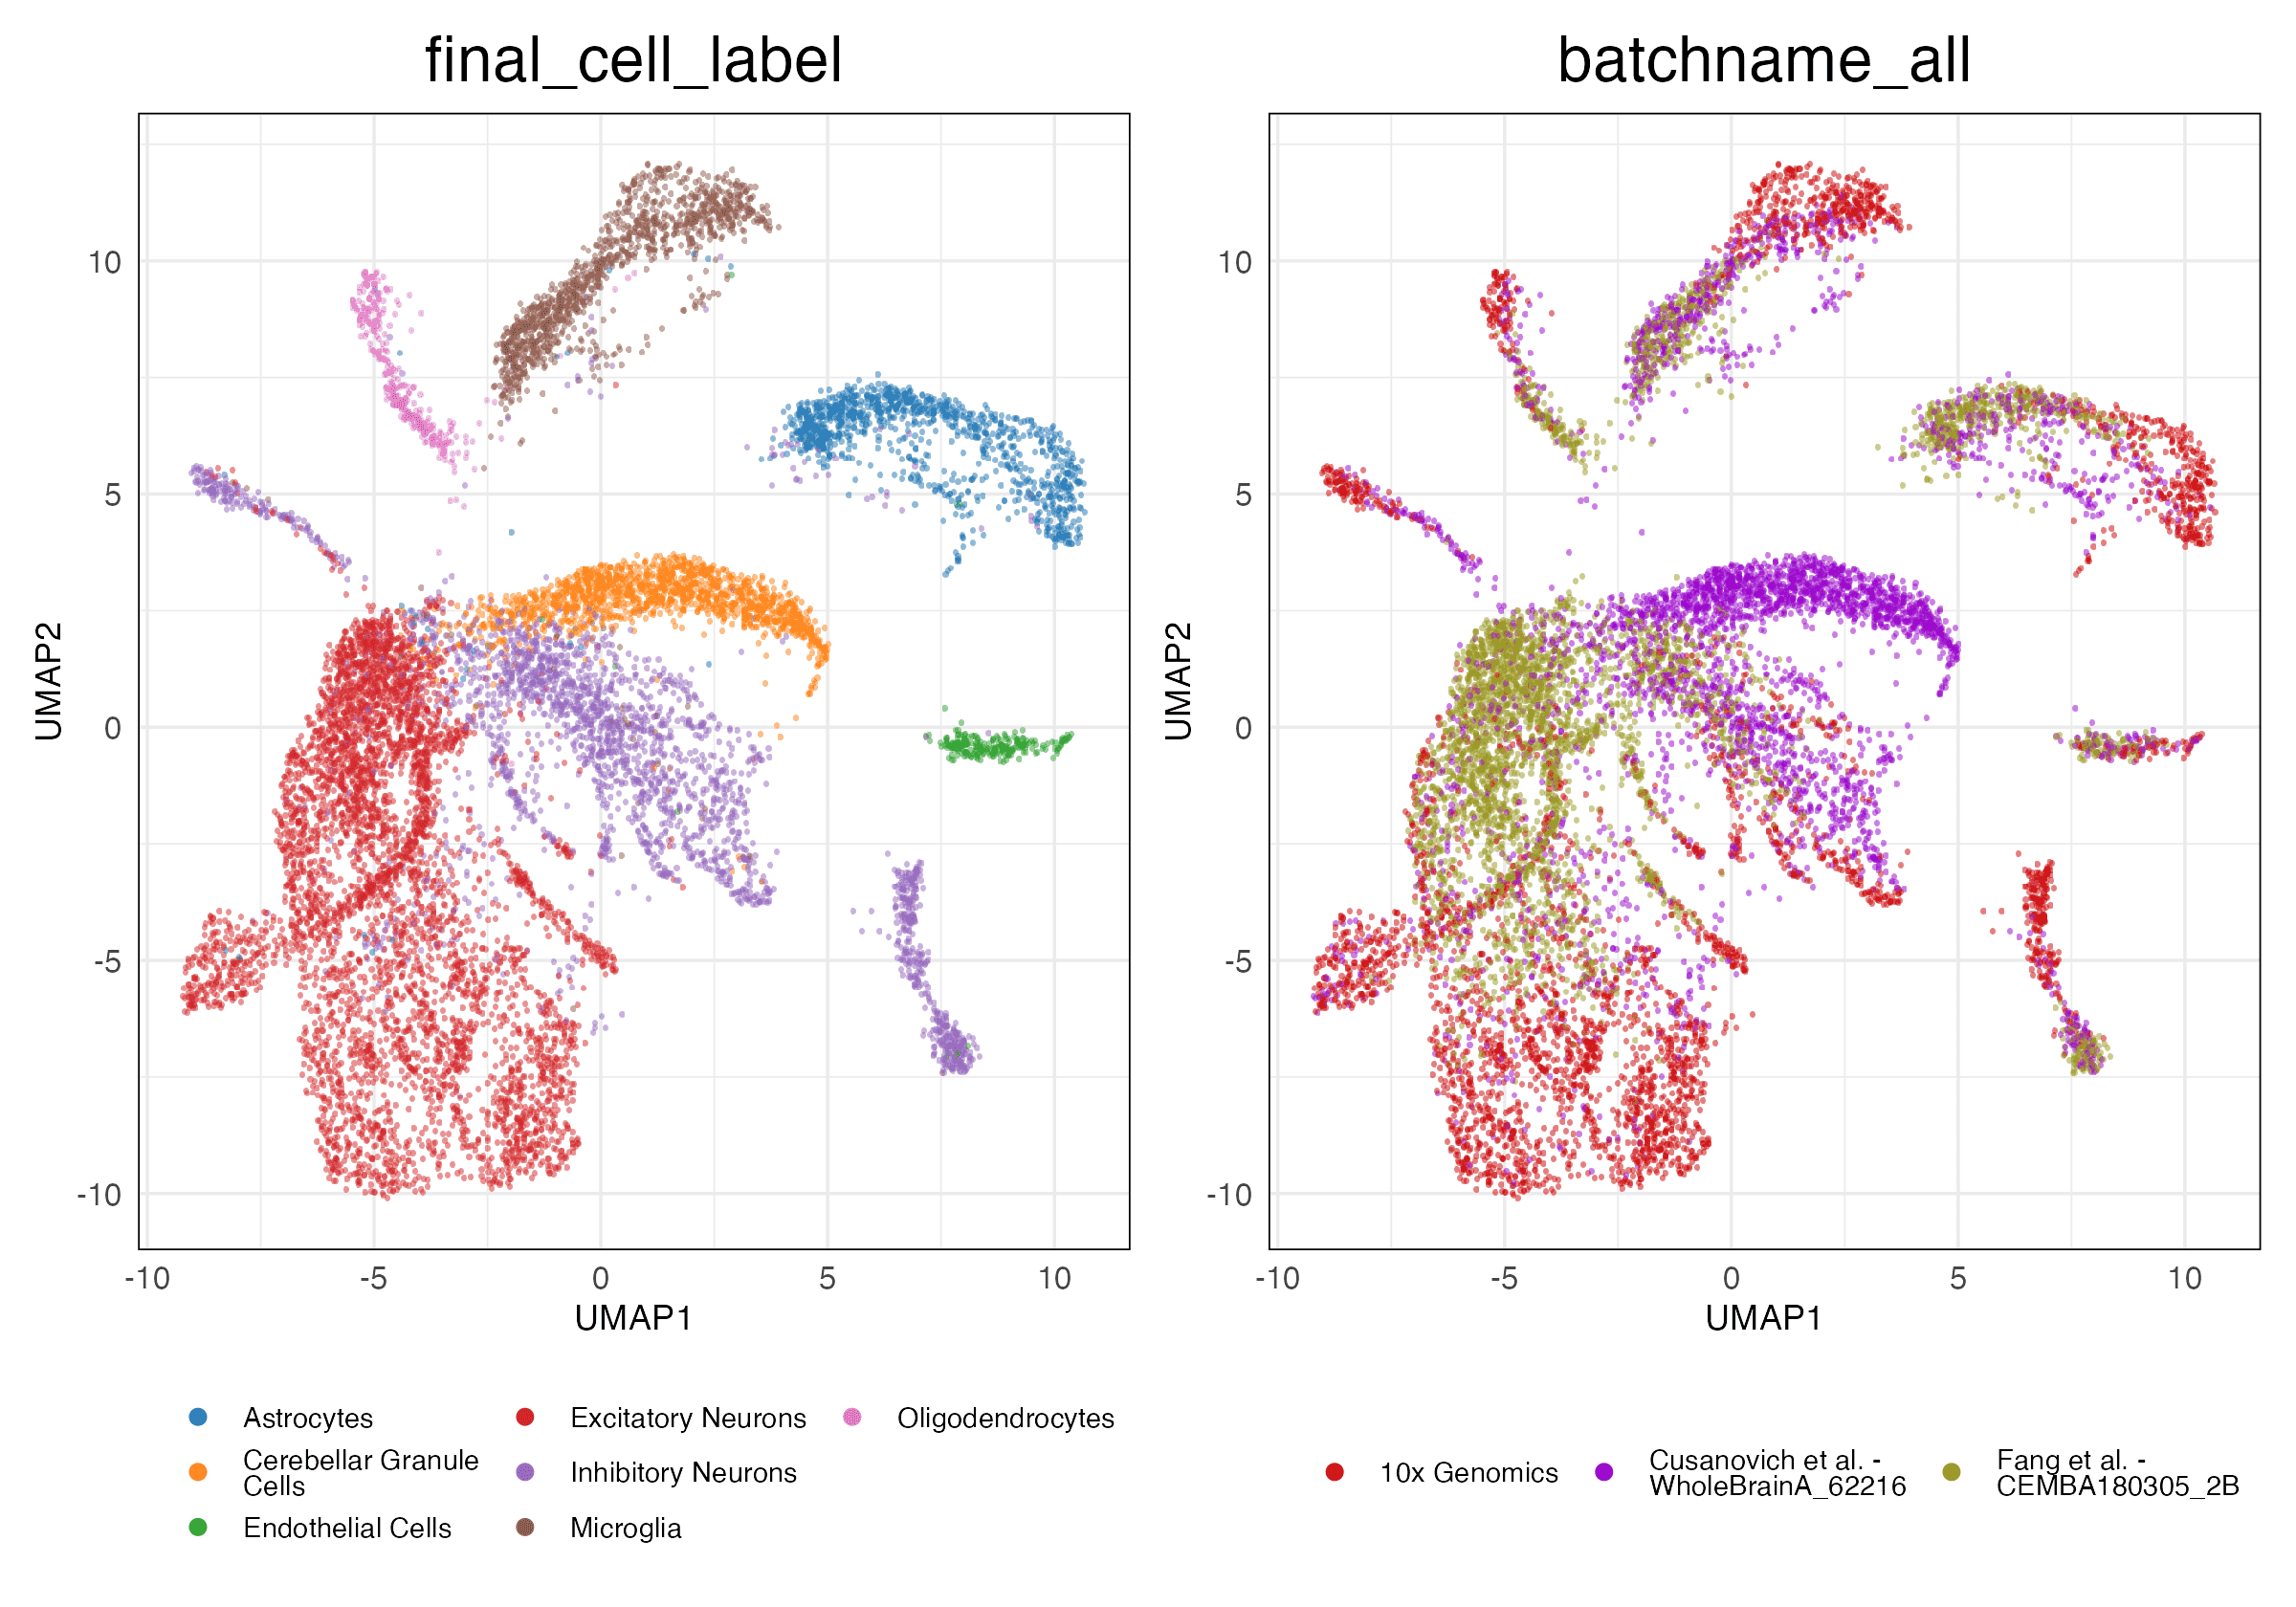 final_cell_label
batchname_all
UMAP2
10
5
0
-5
-10
-10
-5
0
5
10
UMAP1
UMAP2
10
5
0
-5
-10
-10
-5
0
5
10
UMAP1
Astrocytes
Cerebellar Granule
Cells
Endothelial Cells
Excitatory Neurons
Inhibitory Neurons
Microglia
Oligodendrocytes
10x Genomics
Cusanovich et al. -
WholeBrainA_62216
Fang et al. -
CEMBA180305_2B